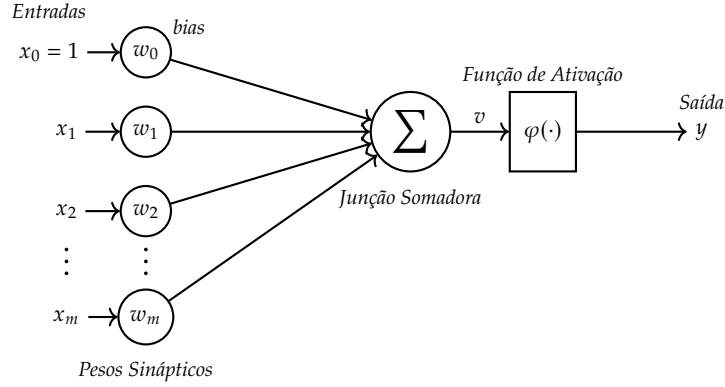 Entradas
x₀ = 1
w₀
bias
x₁
w₁
x₂
w₂
⋮
⋮
xₘ
wₘ
Pesos Sinápticos
∑
Junção Somadora
v
Função de Ativação
φ(·)
Saída
y